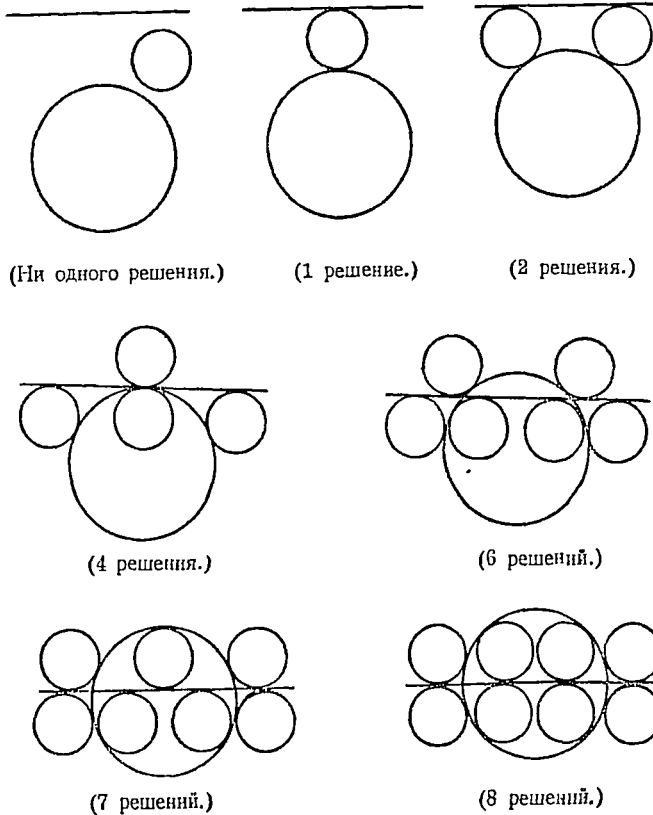 (Ни одного решения.) (1 решение.) (2 решения.)
(4 решения.) (6 решений.)
(7 решений.) (8 решений.)